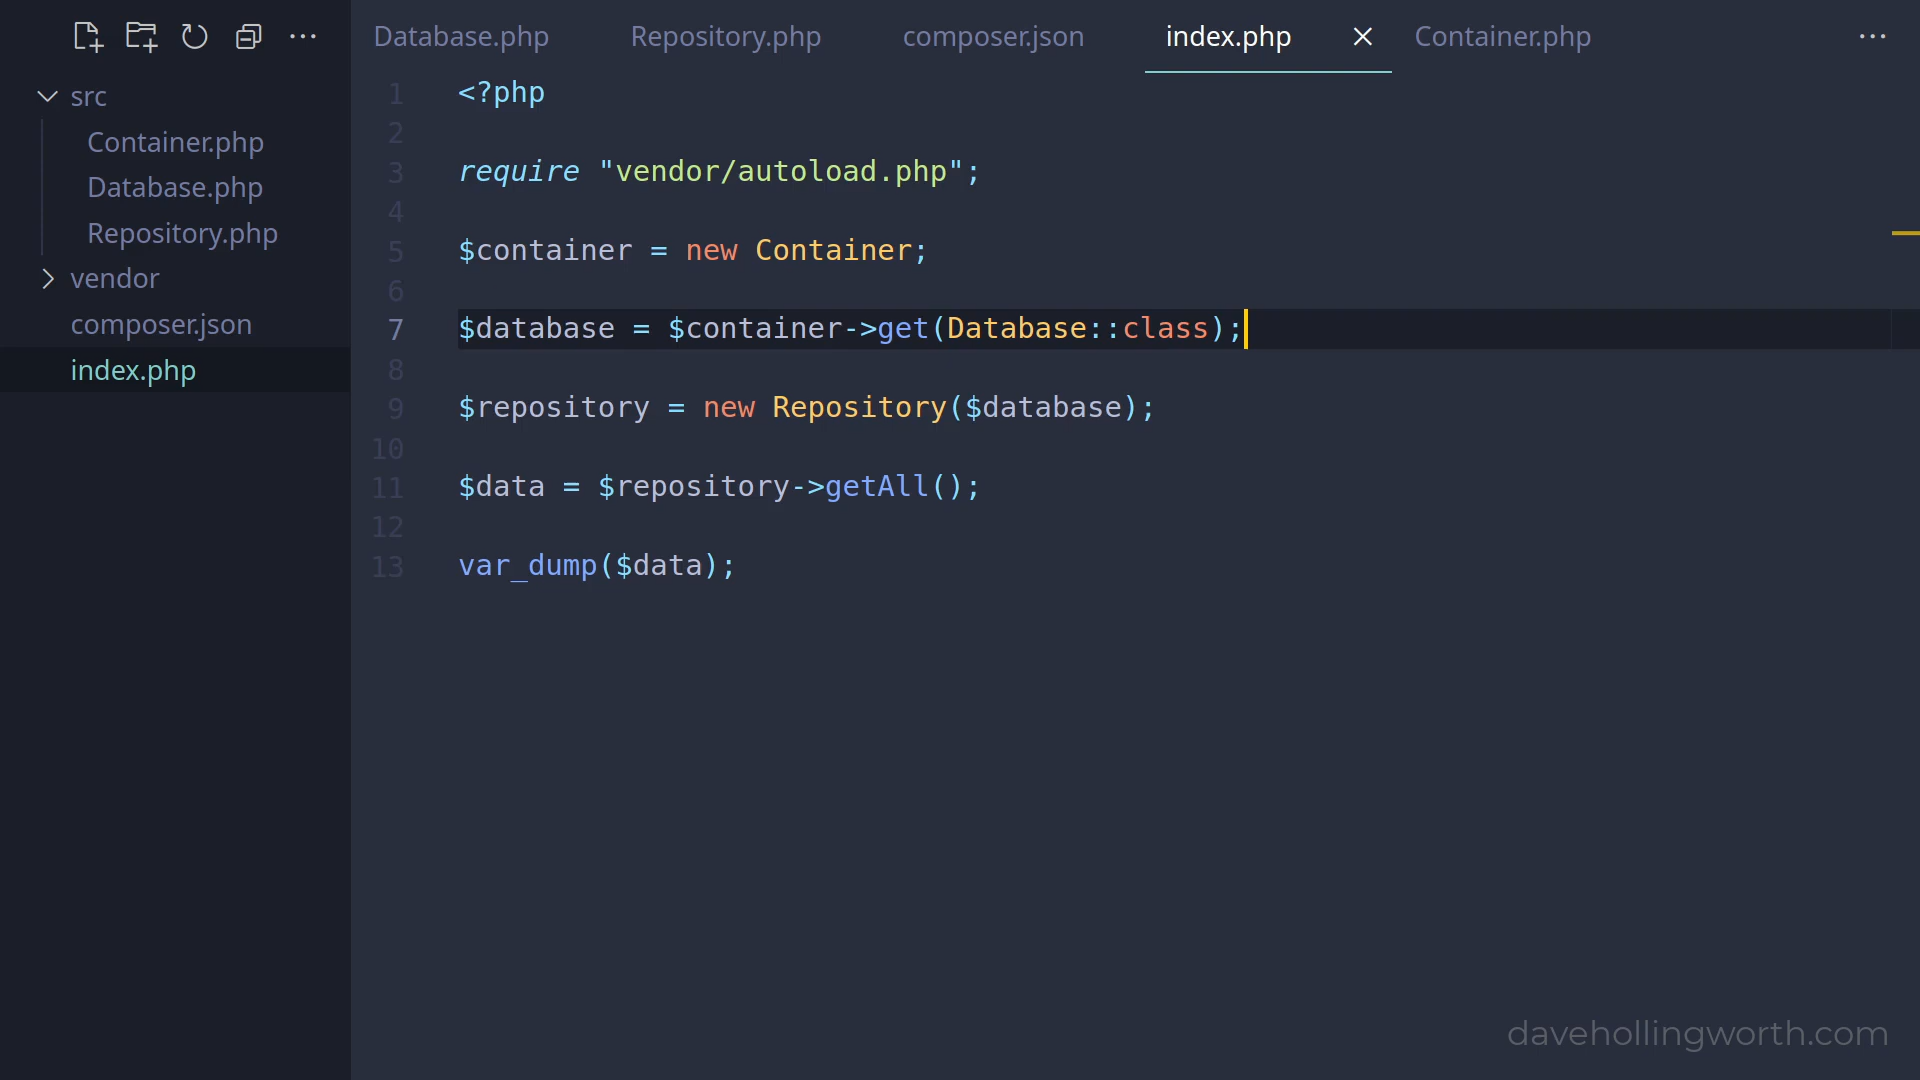 Database.php Repository.php composer.json index.php Container.php
src
Container.php
Database.php
Repository.php
vendor
composer.json
index.php
1 <?php
2
3 require "vendor/autoload.php";
4
5 $container = new Container;
6
7 $database = $container->get(Database::class);
8
9 $repository = new Repository($database);
10
11 $data = $repository->getAll();
12
13 var_dump($data);
davehollingworth.com